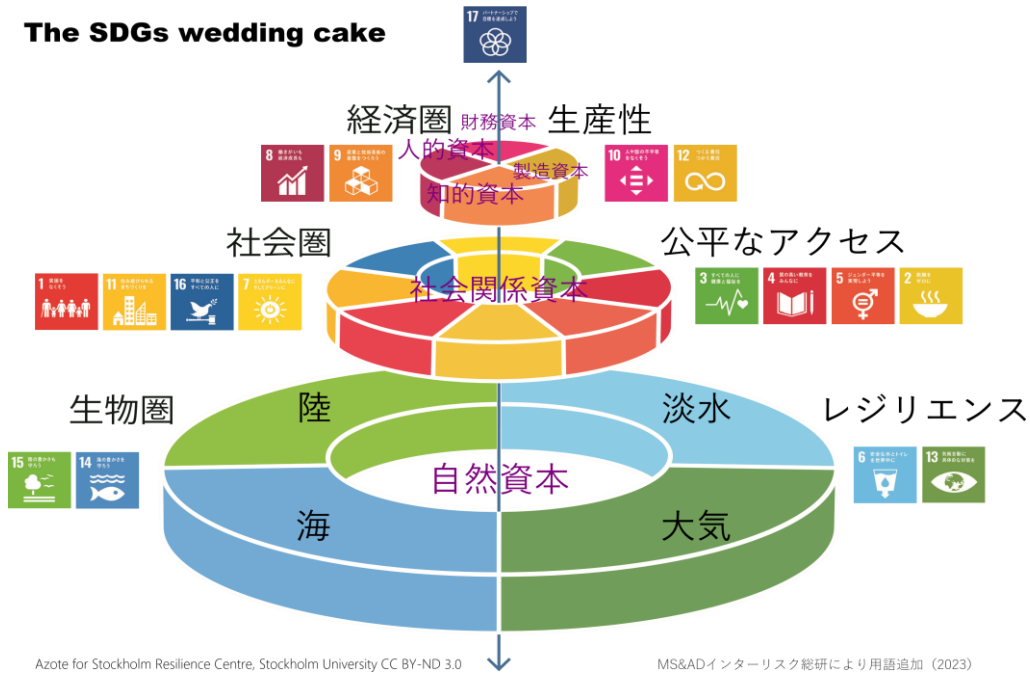 The SDGs wedding cake
17 パートナーシップで
目標を達成しよう
経済圏
財務資本
生産性
人的資本
製造資本
知的資本
8 働きがいも
経済成長も
9 産業と技術革新の
基盤をつくろう
10 人や国の不平等
をなくそう
12 つくる責任
つかう責任
社会圏
公平なアクセス
社会関係資本
1 貧困を
なくそう
11 住み続けられる
まちづくりを
16 平和と公正を
すべての人に
7 エネルギーをみんなに
そしてクリーンに
3 すべての人に
健康と福祉を
4 質の高い教育を
みんなに
5 ジェンダー平等を
実現しよう
2 飢餓を
ゼロに
生物圏
陸
淡水
レジリエンス
15 陸の豊かさも
守ろう
14 海の豊かさを
守ろう
自然資本
6 安全な水とトイレ
を世界中に
13 気候変動に
具体的な対策を
海
大気
Azote for Stockholm Resilience Centre, Stockholm University CC BY-ND 3.0
MS&ADインターリスク総研により用語追加（2023）